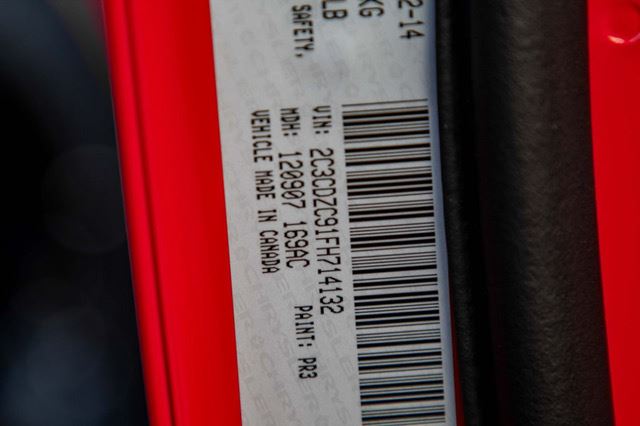 2-14
KG
LB
SAFETY,
VIN: 2C3CDZC91FH714132
MDH: 120907 169AC
PAINT: PR3
VEHICLE MADE IN CANADA